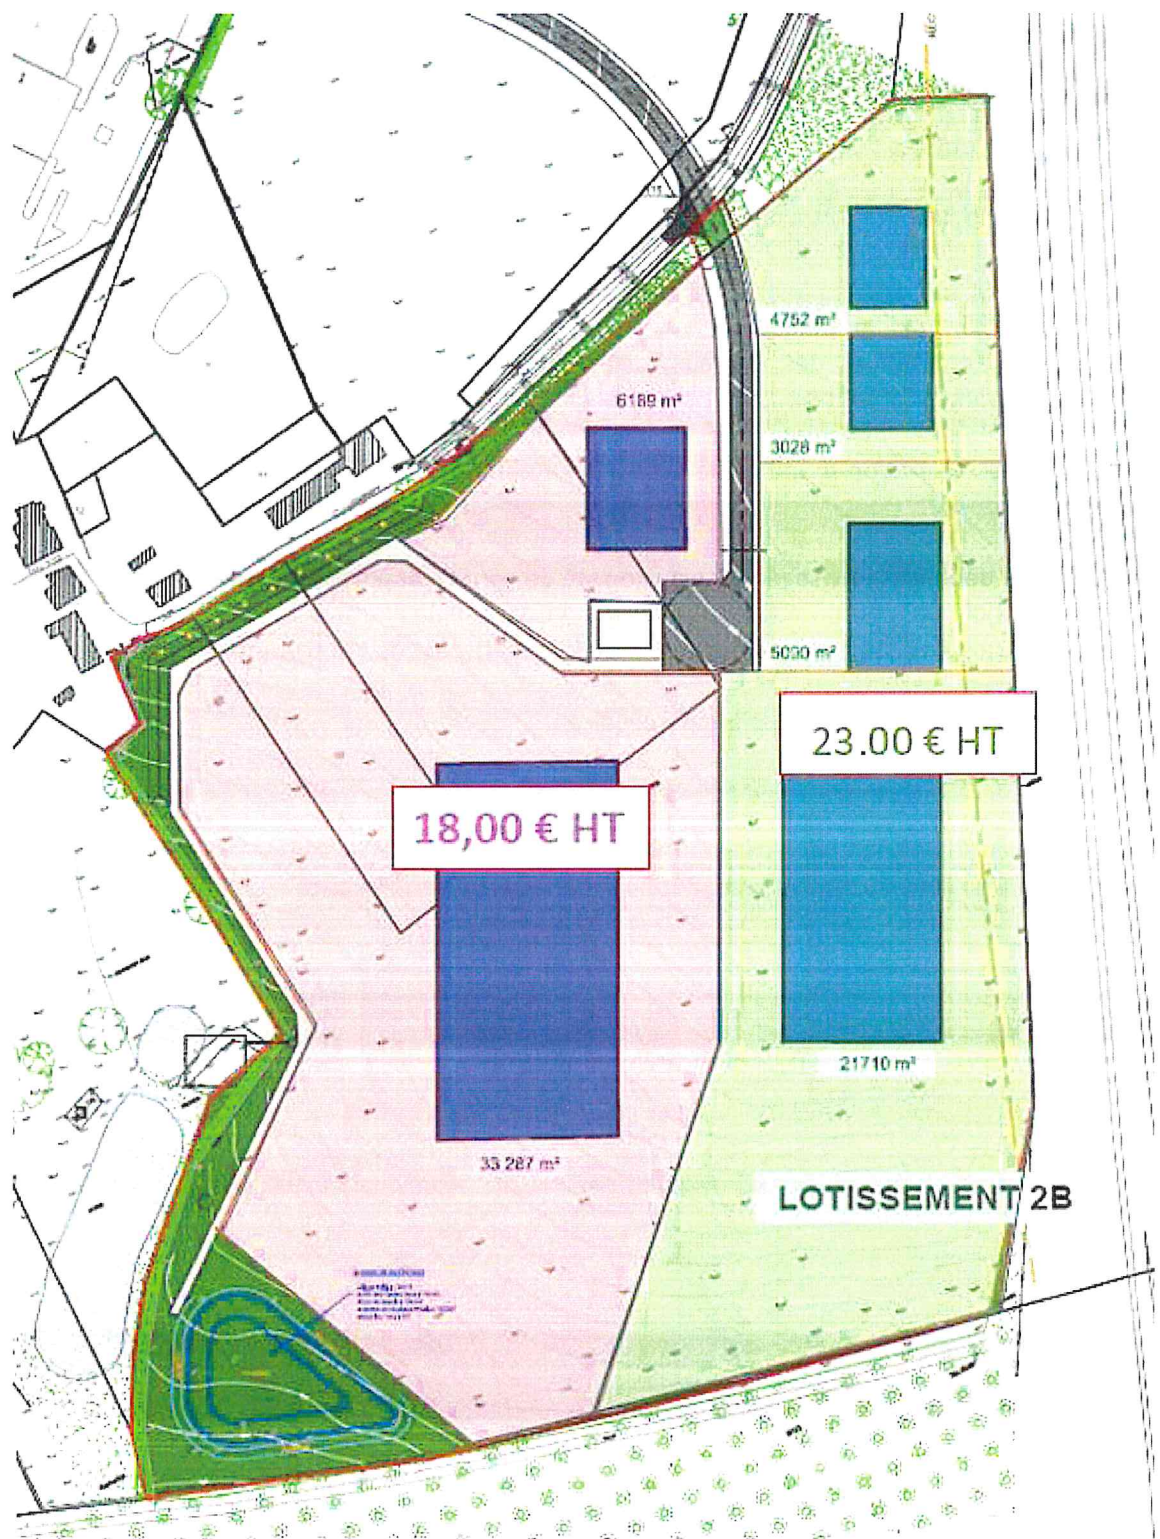 4752 m²
6189 m²
3028 m²
5090 m²
23.00 € HT
18,00 € HT
21710 m²
33 287 m²
LOTISSEMENT 2B